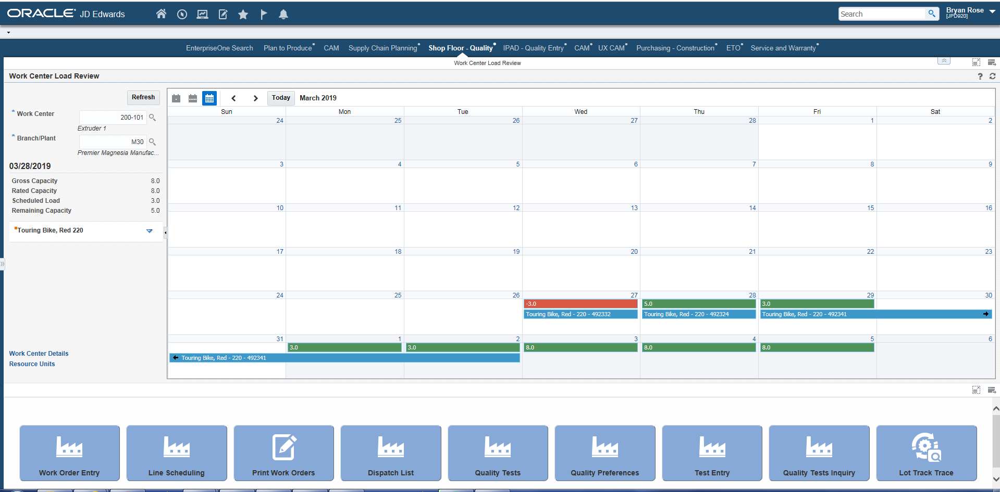 ORACLE JD Edwards
Search
Bryan Rose
[JPD920]
EnterpriseOne Search Plan to Produce CAM Supply Chain Planning Shop Floor - Quality IPAD - Quality Entry CAM UX CAM Purchasing - Construction ETO Service and Warranty
Work Center Load Review
Work Center Load Review
?
Refresh
* Work Center 200-101
Extruder 1
* Branch/Plant M30
Premier Magnesia Manufac...
03/28/2019
Gross Capacity 8.0
Rated Capacity 8.0
Scheduled Load 3.0
Remaining Capacity 5.0
Touring Bike, Red 220
Work Center Details
Resource Units
Today March 2019
Sun Mon Tue Wed Thu Fri Sat
24 25 26 27 28 1 2
3 4 5 6 7 8 9
10 11 12 13 14 15 16
17 18 19 20 21 22 23
24 25 26 27 28 29 30
-3.0 5.0 3.0
Touring Bike, Red - 220 - 492332 Touring Bike, Red - 220 - 492324 Touring Bike, Red - 220 - 492341
31 1 2 3 4 5 6
3.0 3.0 8.0 8.0 8.0
Touring Bike, Red - 220 - 492341
Work Order Entry Line Scheduling Print Work Orders Dispatch List Quality Tests Quality Preferences Test Entry Quality Tests Inquiry Lot Track Trace